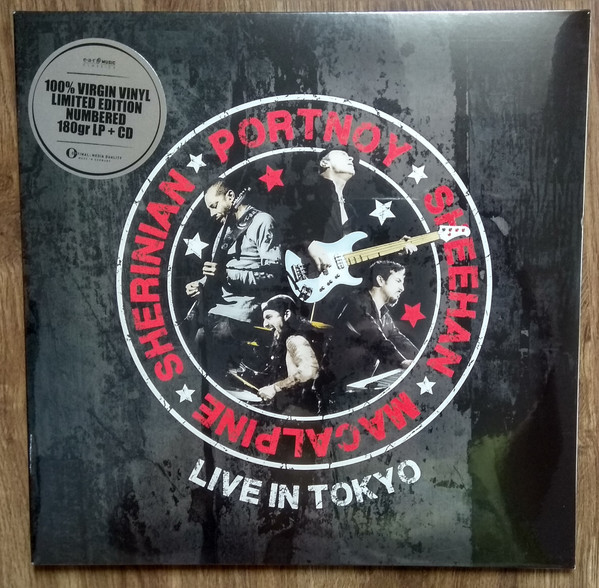 100% VIRGIN VINYL
LIMITED EDITION
NUMBERED
180gr LP + CD
PORTNOY
SHEEHAN
MACALPINE
SHERINIAN
LIVE IN TOKYO